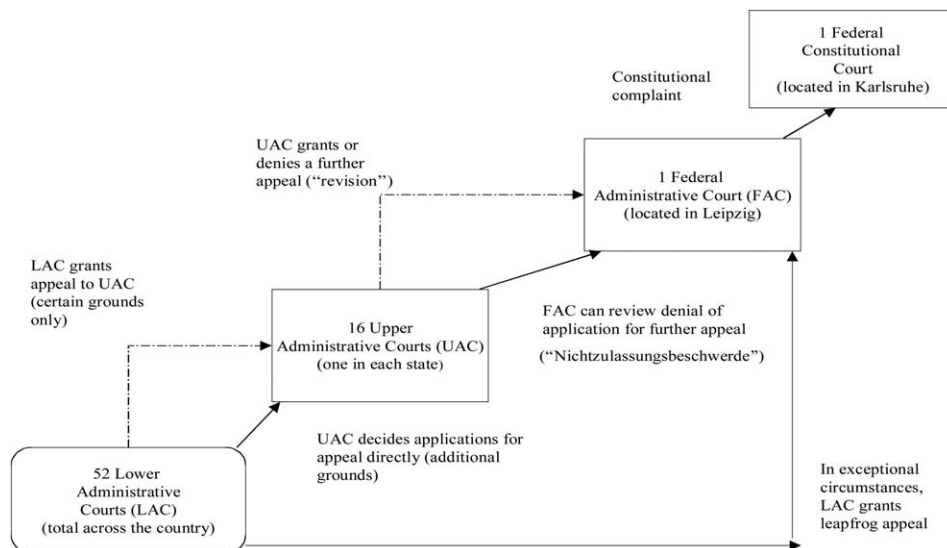 1 Federal
Constitutional
Court
(located in Karlsruhe)
Constitutional
complaint
UAC grants or
denies a further
appeal (“revision”)
1 Federal
Administrative Court (FAC)
(located in Leipzig)
LAC grants
appeal to UAC
(certain grounds
only)
16 Upper
Administrative Courts (UAC)
(one in each state)
FAC can review denial of
application for further appeal
(“Nichtzulassungsbeschwerde”)
UAC decides applications for
appeal directly (additional
grounds)
52 Lower
Administrative
Courts (LAC)
(total across the country)
In exceptional
circumstances,
LAC grants
leapfrog appeal